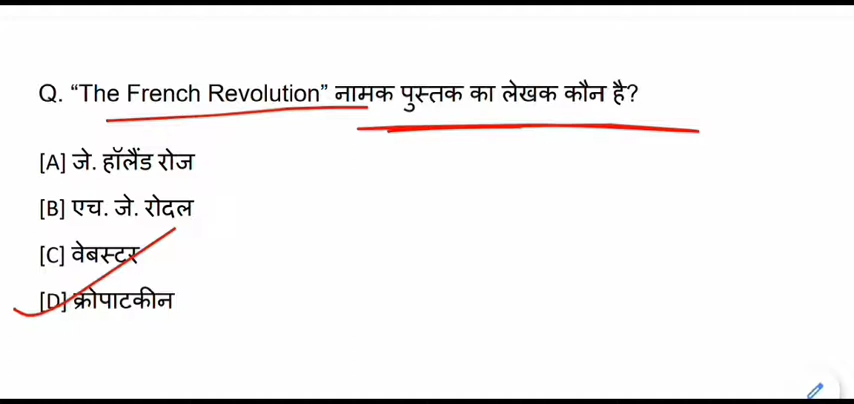 Q. “The French Revolution” नामक पुस्तक का लेखक कौन है?
[A] जे. हॉलैंड रोज
[B] एच. जे. रोदल
[C] वेबस्टर
[D] क्रोपाटकीन